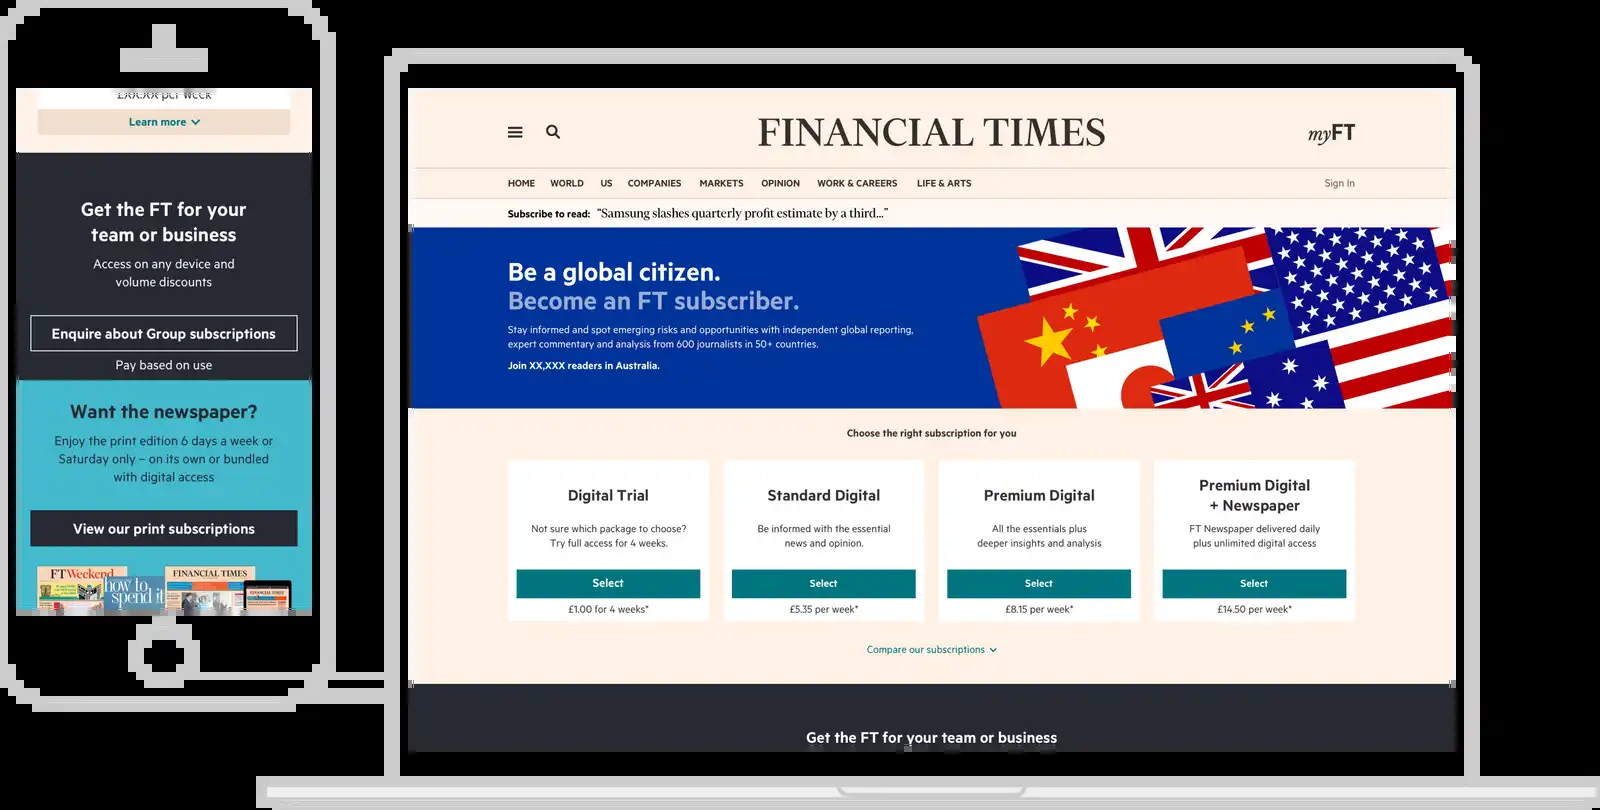 per week
Learn more
Get the FT for your
team or business
Access on any device and
volume discounts
Enquire about Group subscriptions
Pay based on use
Want the newspaper?
Enjoy the print edition 6 days a week or
Saturday only – on its own or bundled
with digital access
View our print subscriptions
FTWeekend
FINANCIAL TIMES
how to
spend it
FINANCIAL TIMES
FINANCIAL TIMES
myFT
HOME WORLD US COMPANIES MARKETS OPINION WORK & CAREERS LIFE & ARTS
Sign In
Subscribe to read: “Samsung slashes quarterly profit estimate by a third...”
Be a global citizen.
Become an FT subscriber.
Stay informed and spot emerging risks and opportunities with independent global reporting,
expert commentary and analysis from 600 journalists in 50+ countries.
Join XX,XXX readers in Australia.
Choose the right subscription for you
Digital Trial
Not sure which package to choose?
Try full access for 4 weeks.
Select
£1.00 for 4 weeks*
Standard Digital
Be informed with the essential
news and opinion.
Select
£5.35 per week*
Premium Digital
All the essentials plus
deeper insights and analysis
Select
£8.15 per week*
Premium Digital
+ Newspaper
FT Newspaper delivered daily
plus unlimited digital access
Select
£14.50 per week*
Compare our subscriptions
Get the FT for your team or business